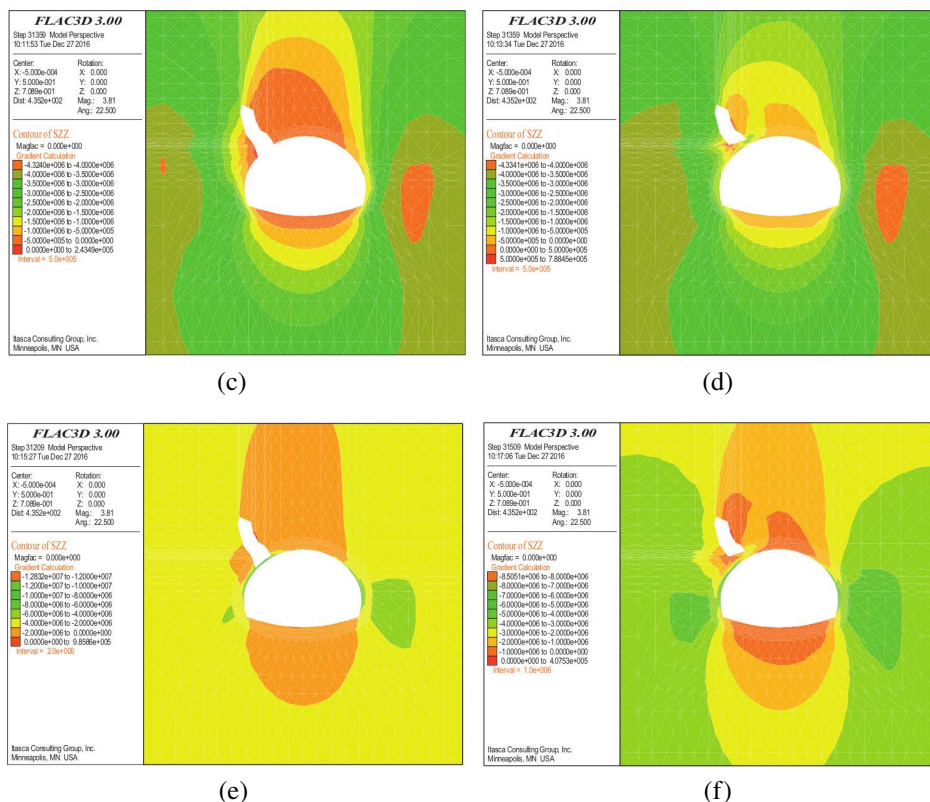 FLAC3D 3.00
Step 31359 Model Perspective
10:11:53 Tue Dec 27 2016
Center: Rotation:
X: -5.000e-004 X: 0.000
Y: 5.000e-001 Y: 0.000
Z: 7.089e-001 Z: 0.000
Dist: 4.352e+002 Mag.: 3.81
Ang.: 22.500
Contour of SZZ
Magfac = 0.000e+000
Gradient Calculation
-4.3240e+006 to -4.0000e+006
-4.0000e+006 to -3.5000e+006
-3.5000e+006 to -3.0000e+006
-3.0000e+006 to -2.5000e+006
-2.5000e+006 to -2.0000e+006
-2.0000e+006 to -1.5000e+006
-1.5000e+006 to -1.0000e+006
-1.0000e+006 to -5.0000e+005
-5.0000e+005 to 0.0000e+000
0.0000e+000 to 2.4349e+005
Interval = 5.0e+005
Itasca Consulting Group, Inc.
Minneapolis, MN USA
(c)
FLAC3D 3.00
Step 31359 Model Perspective
10:13:34 Tue Dec 27 2016
Center: Rotation:
X: -5.000e-004 X: 0.000
Y: 5.000e-001 Y: 0.000
Z: 7.089e-001 Z: 0.000
Dist: 4.352e+002 Mag.: 3.81
Ang.: 22.500
Contour of SZZ
Magfac = 0.000e+000
Gradient Calculation
-4.3341e+006 to -4.0000e+006
-4.0000e+006 to -3.5000e+006
-3.5000e+006 to -3.0000e+006
-3.0000e+006 to -2.5000e+006
-2.5000e+006 to -2.0000e+006
-2.0000e+006 to -1.5000e+006
-1.5000e+006 to -1.0000e+006
-1.0000e+006 to -5.0000e+005
-5.0000e+005 to 0.0000e+000
0.0000e+000 to 5.0000e+005
5.0000e+005 to 7.8845e+005
Interval = 5.0e+005
Itasca Consulting Group, Inc.
Minneapolis, MN USA
(d)
FLAC3D 3.00
Step 31209 Model Perspective
10:15:27 Tue Dec 27 2016
Center: Rotation:
X: -5.000e-004 X: 0.000
Y: 5.000e-001 Y: 0.000
Z: 7.089e-001 Z: 0.000
Dist: 4.352e+002 Mag.: 3.81
Ang.: 22.500
Contour of SZZ
Magfac = 0.000e+000
Gradient Calculation
-1.2832e+007 to -1.2000e+007
-1.2000e+007 to -1.0000e+007
-1.0000e+007 to -8.0000e+006
-8.0000e+006 to -6.0000e+006
-6.0000e+006 to -4.0000e+006
-4.0000e+006 to -2.0000e+006
-2.0000e+006 to 0.0000e+000
0.0000e+000 to 9.8586e+005
Interval = 2.0e+006
Itasca Consulting Group, Inc.
Minneapolis, MN USA
(e)
FLAC3D 3.00
Step 31509 Model Perspective
10:17:06 Tue Dec 27 2016
Center: Rotation:
X: -5.000e-004 X: 0.000
Y: 5.000e-001 Y: 0.000
Z: 7.089e-001 Z: 0.000
Dist: 4.352e+002 Mag.: 3.81
Ang.: 22.500
Contour of SZZ
Magfac = 0.000e+000
Gradient Calculation
-8.5051e+006 to -8.0000e+006
-8.0000e+006 to -7.0000e+006
-7.0000e+006 to -6.0000e+006
-6.0000e+006 to -5.0000e+006
-5.0000e+006 to -4.0000e+006
-4.0000e+006 to -3.0000e+006
-3.0000e+006 to -2.0000e+006
-2.0000e+006 to -1.0000e+006
-1.0000e+006 to 0.0000e+000
0.0000e+000 to 4.0753e+005
Interval = 1.0e+006
Itasca Consulting Group, Inc.
Minneapolis, MN USA
(f)